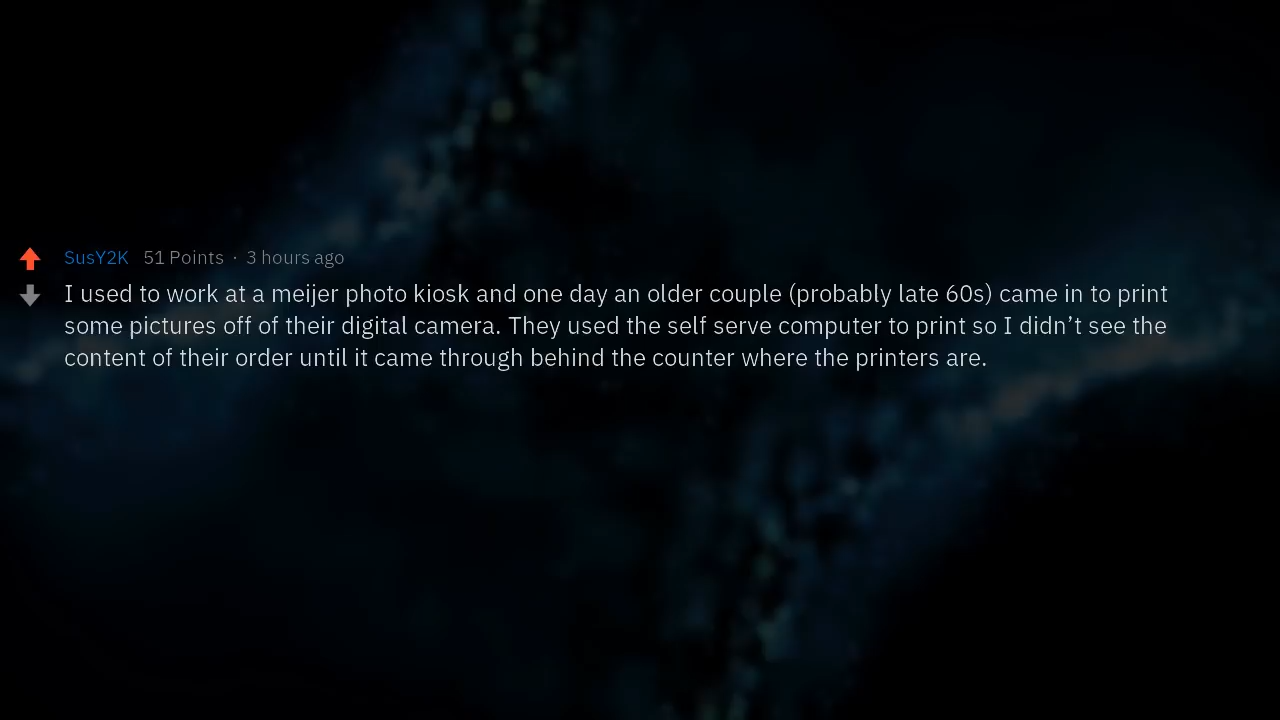 SusY2K 51 Points · 3 hours ago
I used to work at a meijer photo kiosk and one day an older couple (probably late 60s) came in to print
some pictures off of their digital camera. They used the self serve computer to print so I didn’t see the
content of their order until it came through behind the counter where the printers are.